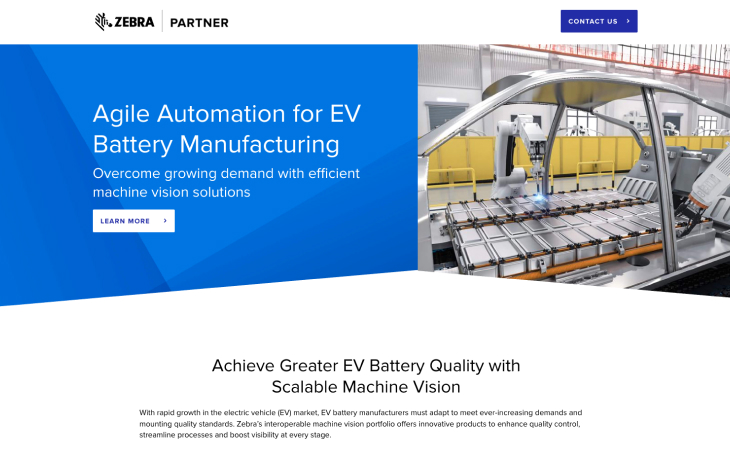 ZEBRA PARTNER
CONTACT US
Agile Automation for EV
Battery Manufacturing
Overcome growing demand with efficient
machine vision solutions
LEARN MORE
Achieve Greater EV Battery Quality with
Scalable Machine Vision
With rapid growth in the electric vehicle (EV) market, EV battery manufacturers must adapt to meet ever-increasing demands and
mounting quality standards. Zebra's interoperable machine vision portfolio offers innovative products to enhance quality control,
streamline processes and boost visibility at every stage.